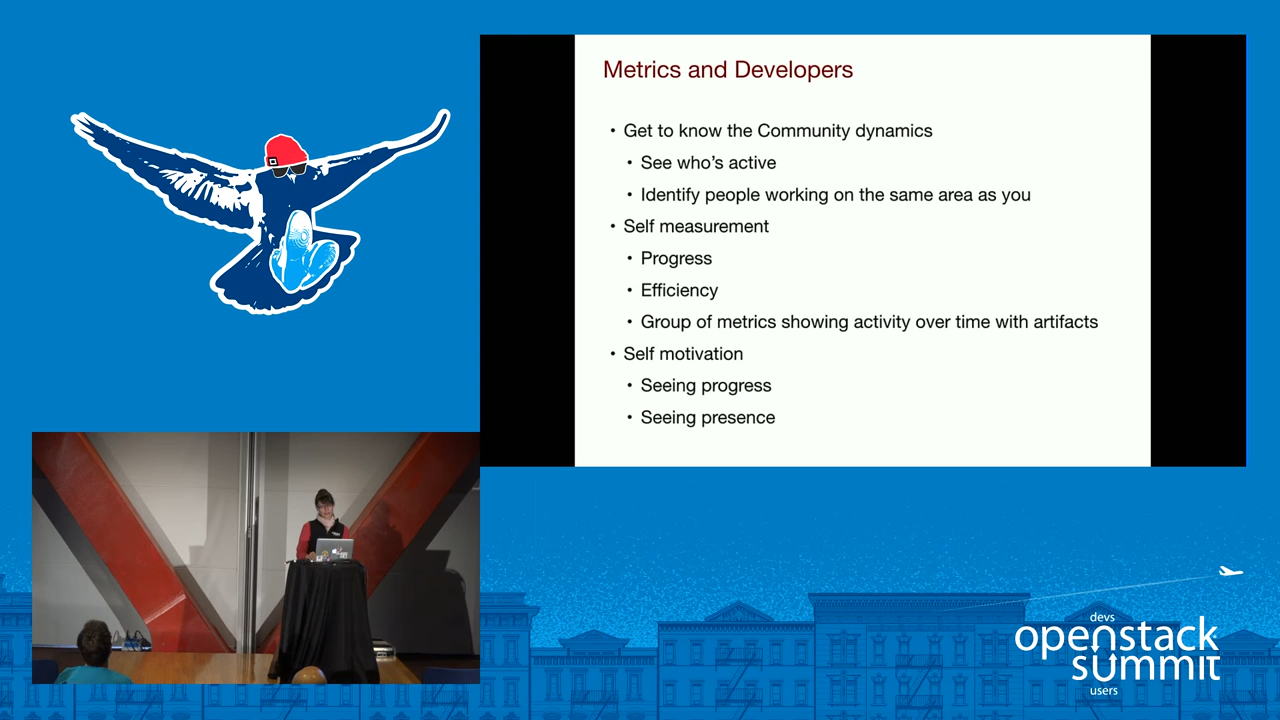 Metrics and Developers
• Get to know the Community dynamics
• See who's active
• Identify people working on the same area as you
• Self measurement
• Progress
• Efficiency
• Group of metrics showing activity over time with artifacts
• Self motivation
• Seeing progress
• Seeing presence
devs
openstack
summit
users